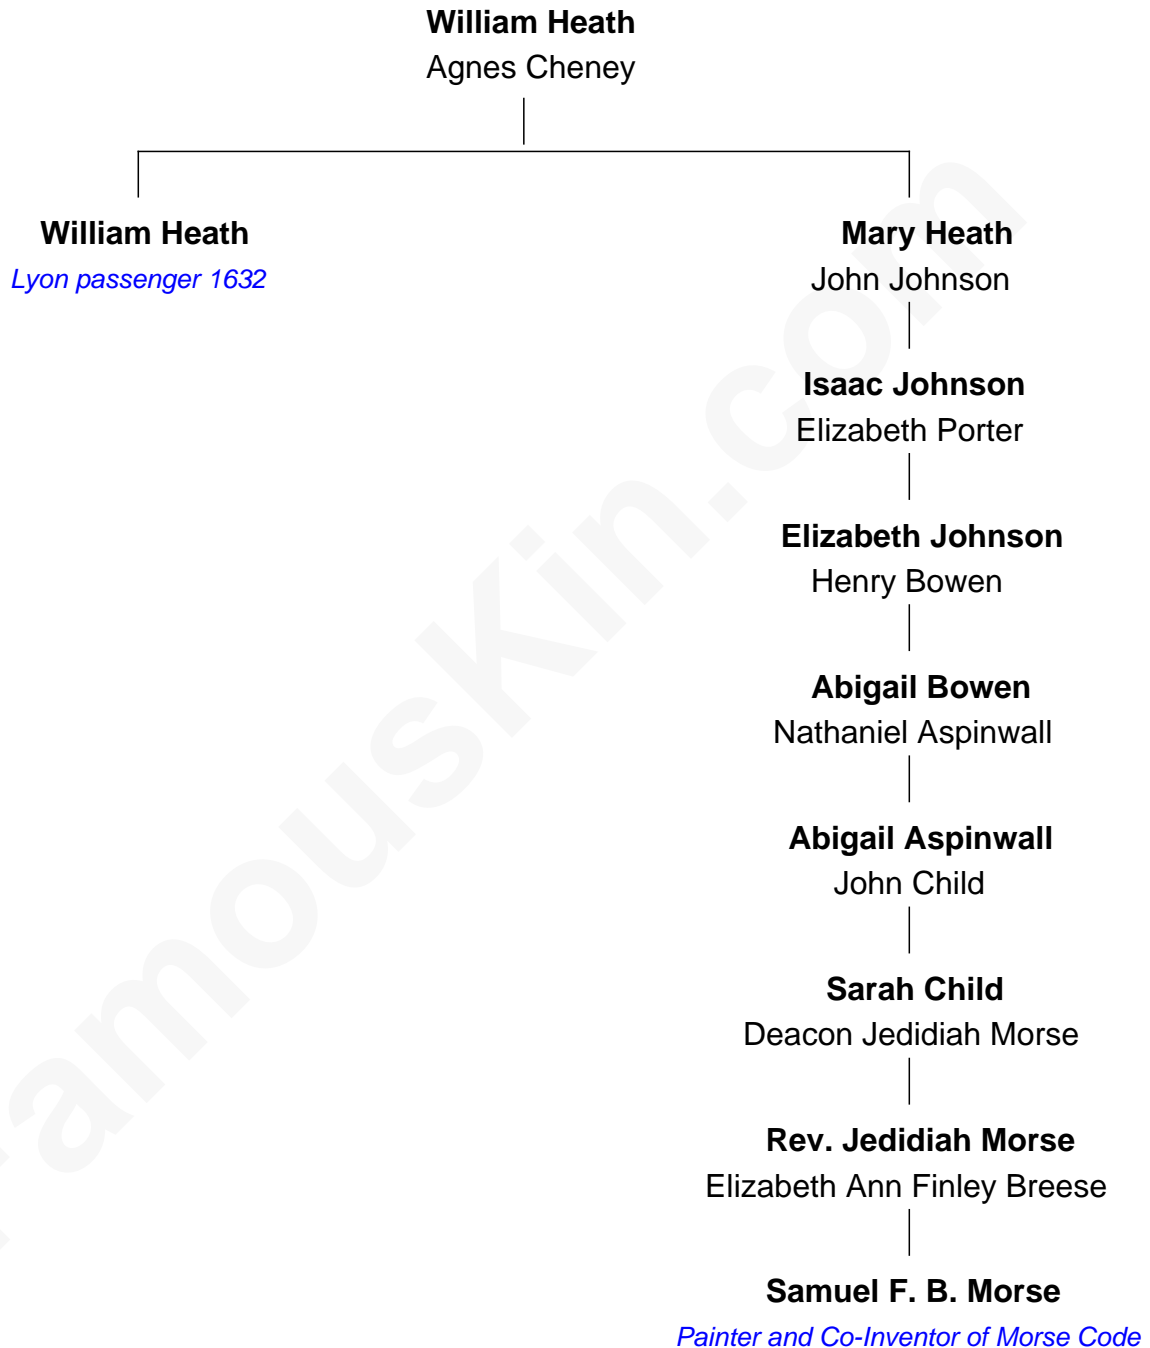 William Heath
Agnes Cheney
William Heath
Lyon passenger 1632
Mary Heath
John Johnson
Isaac Johnson
Elizabeth Porter
Elizabeth Johnson
Henry Bowen
Abigail Bowen
Nathaniel Aspinwall
Abigail Aspinwall
John Child
Sarah Child
Deacon Jedidiah Morse
Rev. Jedidiah Morse
Elizabeth Ann Finley Breese
Samuel F. B. Morse
Painter and Co-Inventor of Morse Code
FamousKin.com